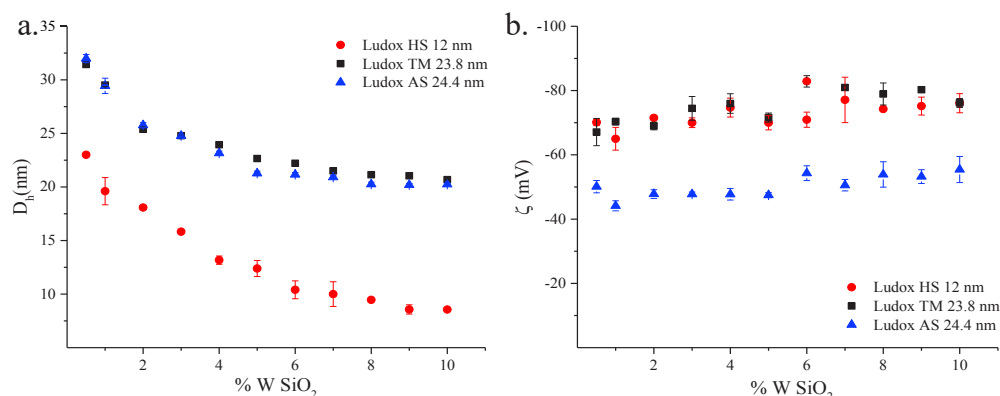 a.
35
30
25
20
15
10
D_h(nm)
2
4
6
8
10
% W SiO₂
Ludox HS 12 nm
Ludox TM 23.8 nm
Ludox AS 24.4 nm
b.
-100
-80
-60
-40
-20
ζ (mV)
2
4
6
8
10
% W SiO₂
Ludox HS 12 nm
Ludox TM 23.8 nm
Ludox AS 24.4 nm